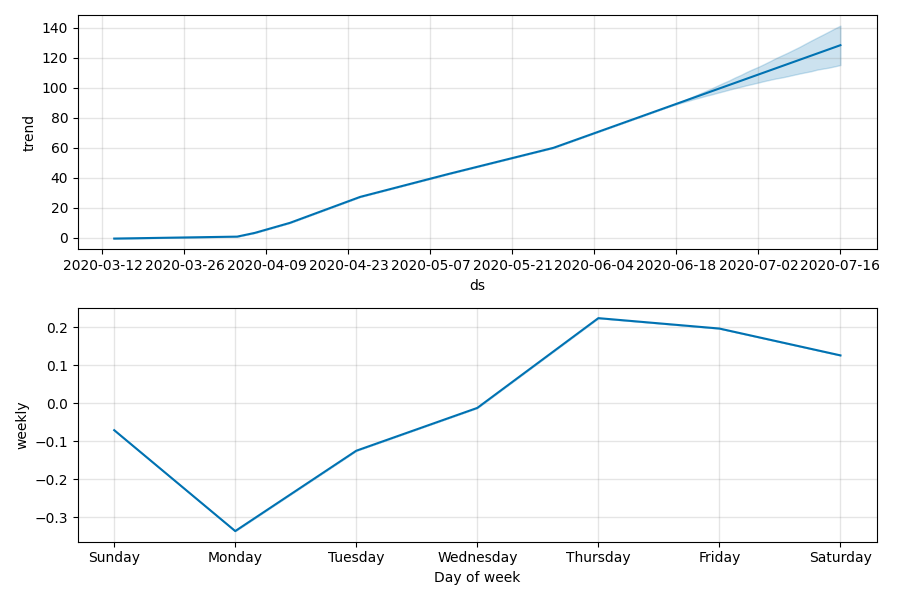 140
120
100
80
60
40
20
0
trend
2020-03-12 2020-03-26 2020-04-09 2020-04-23 2020-05-07 2020-05-21 2020-06-04 2020-06-18 2020-07-02 2020-07-16
ds
0.2
0.1
0.0
−0.1
−0.2
−0.3
weekly
Sunday Monday Tuesday Wednesday Thursday Friday Saturday
Day of week